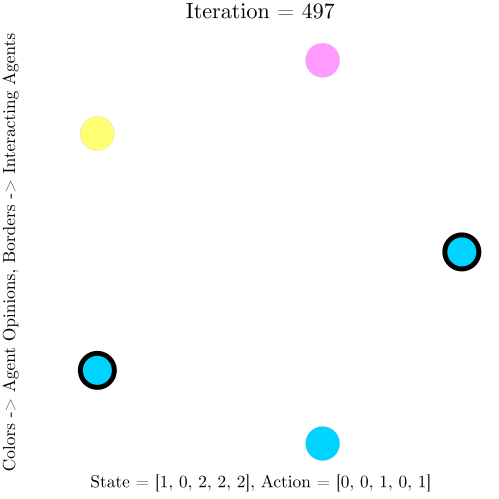 Iteration = 497
Colors -> Agent Opinions, Borders -> Interacting Agents
State = [1, 0, 2, 2, 2], Action = [0, 0, 1, 0, 1]